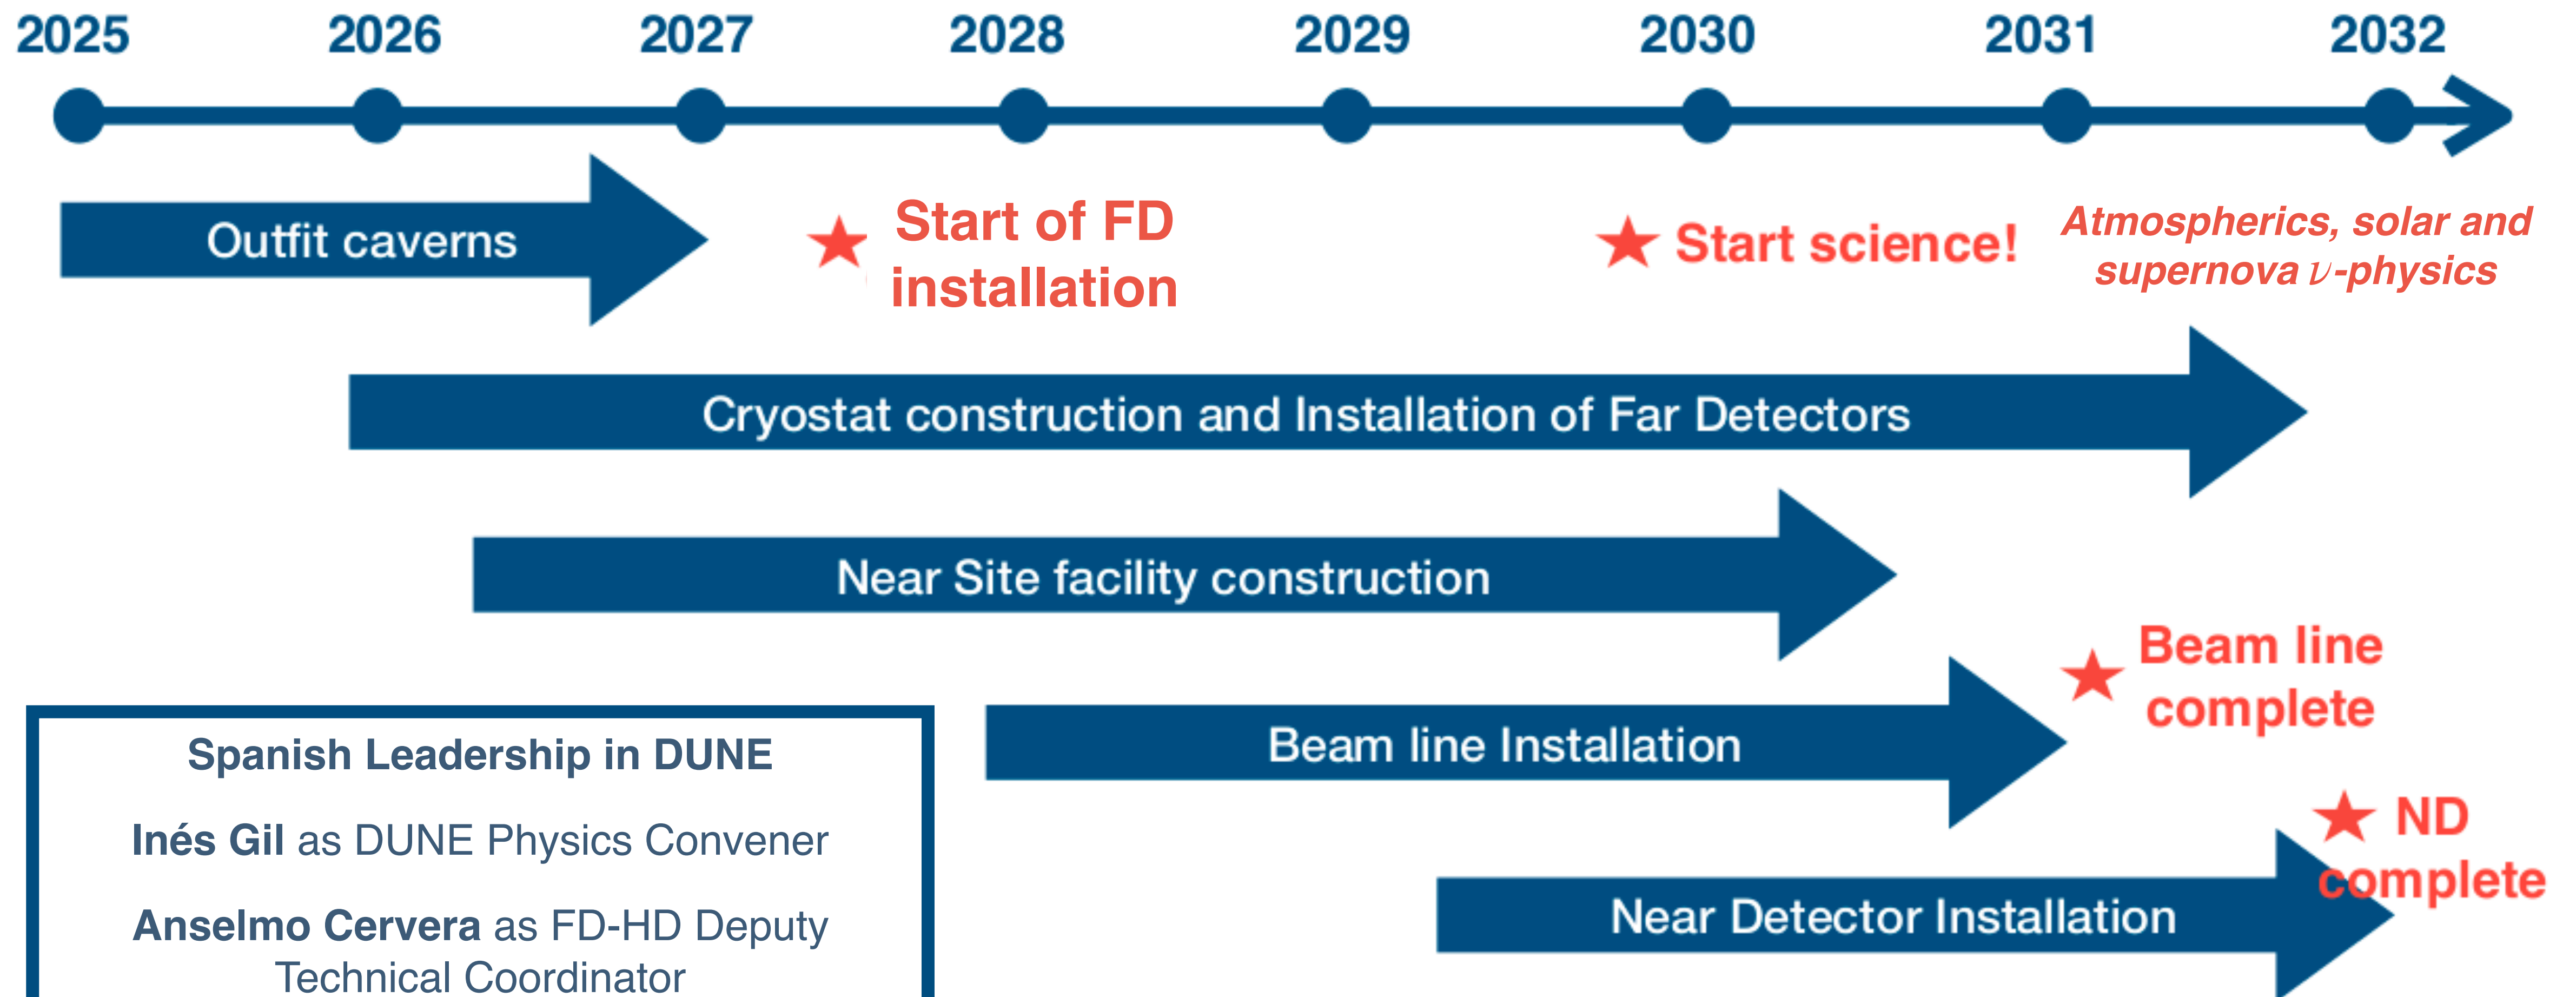 2025 2026 2027 2028 2029 2030 2031 2032
Outfit caverns
Start of FD
installation
Start science!
Atmospherics, solar and
supernova ν-physics
Cryostat construction and Installation of Far Detectors
Near Site facility construction
Beam line
complete
Beam line Installation
ND
complete
Near Detector Installation
Spanish Leadership in DUNE
Inés Gil as DUNE Physics Convener
Anselmo Cervera as FD-HD Deputy
Technical Coordinator